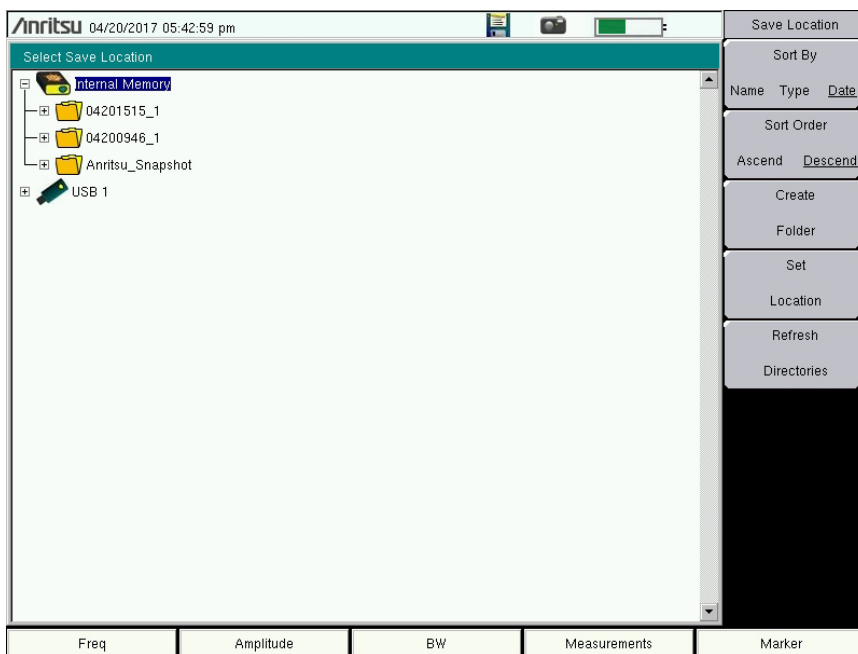 Anritsu 04/20/2017 05:42:59 pm
Select Save Location
Internal Memory
04201515_1
04200946_1
Anritsu_Snapshot
USB 1
Save Location
Sort By
Name Type Date
Sort Order
Ascend Descend
Create
Folder
Set
Location
Refresh
Directories
Freq Amplitude BW Measurements Marker